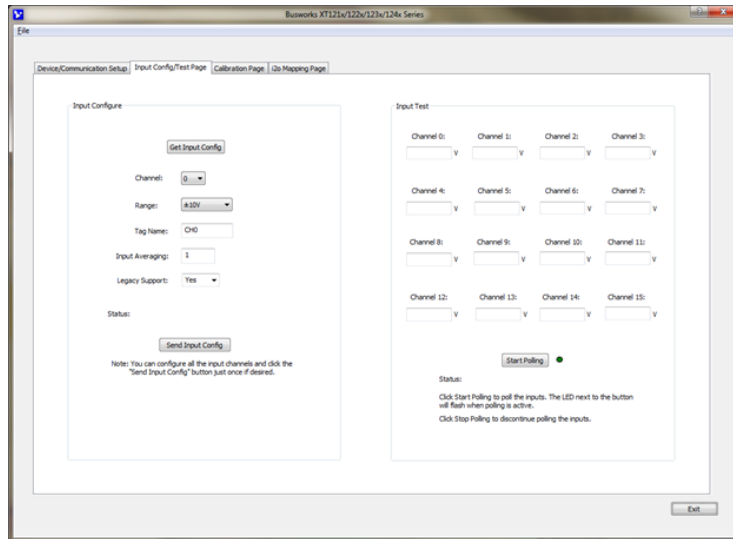 Busworks XT121x/122x/123x/124x Series
File
Device/Communication Setup Input Config/Test Page Calibration Page i2o Mapping Page
Input Configure
Get Input Config
Channel: 0
Range: ±10V
Tag Name: CH0
Input Averaging: 1
Legacy Support: Yes
Status:
Send Input Config
Note: You can configure all the input channels and click the
"Send Input Config" button just once if desired.
Input Test
Channel 0: Channel 1: Channel 2: Channel 3:
V V V V
Channel 4: Channel 5: Channel 6: Channel 7:
V V V V
Channel 8: Channel 9: Channel 10: Channel 11:
V V V V
Channel 12: Channel 13: Channel 14: Channel 15:
V V V V
Start Polling
Status:
Click Start Polling to poll the inputs. The LED next to the button
will flash when polling is active.
Click Stop Polling to discontinue polling the inputs.
Exit